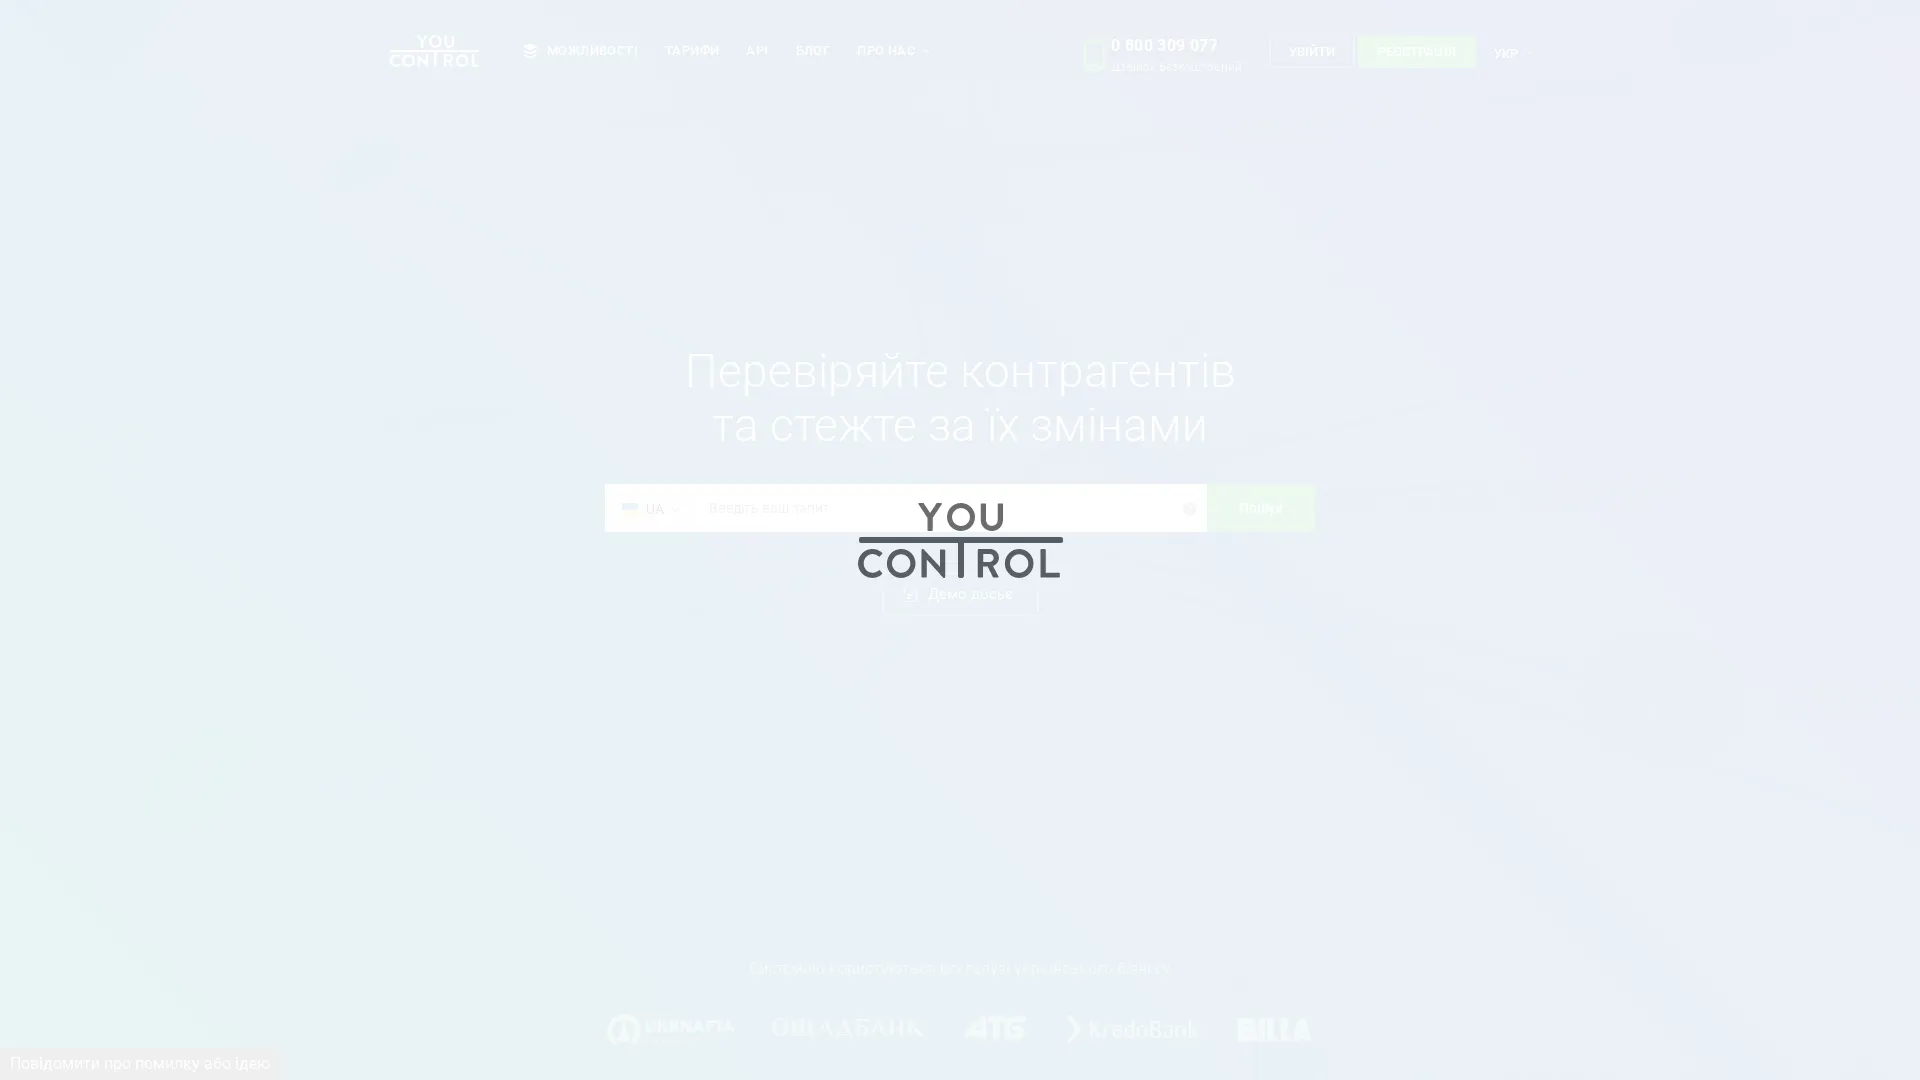 YOU
CONTROL
МОЖЛИВОСТІ
ТАРИФИ
API
БЛОГ
ПРО НАС
0 800 309 077
УВІЙТИ
РЕЄСТРАЦІЯ
УКР
Перевіряйте контрагентів
та стежте за їх змінами
UA
Введіть ваш запит
Пошук
YOU
CONTROL
Демо досьє
UKRNAFTA
ОЩАДБАНК
АТБ
KredoBank
BILLA
Повідомити про помилку або ідею